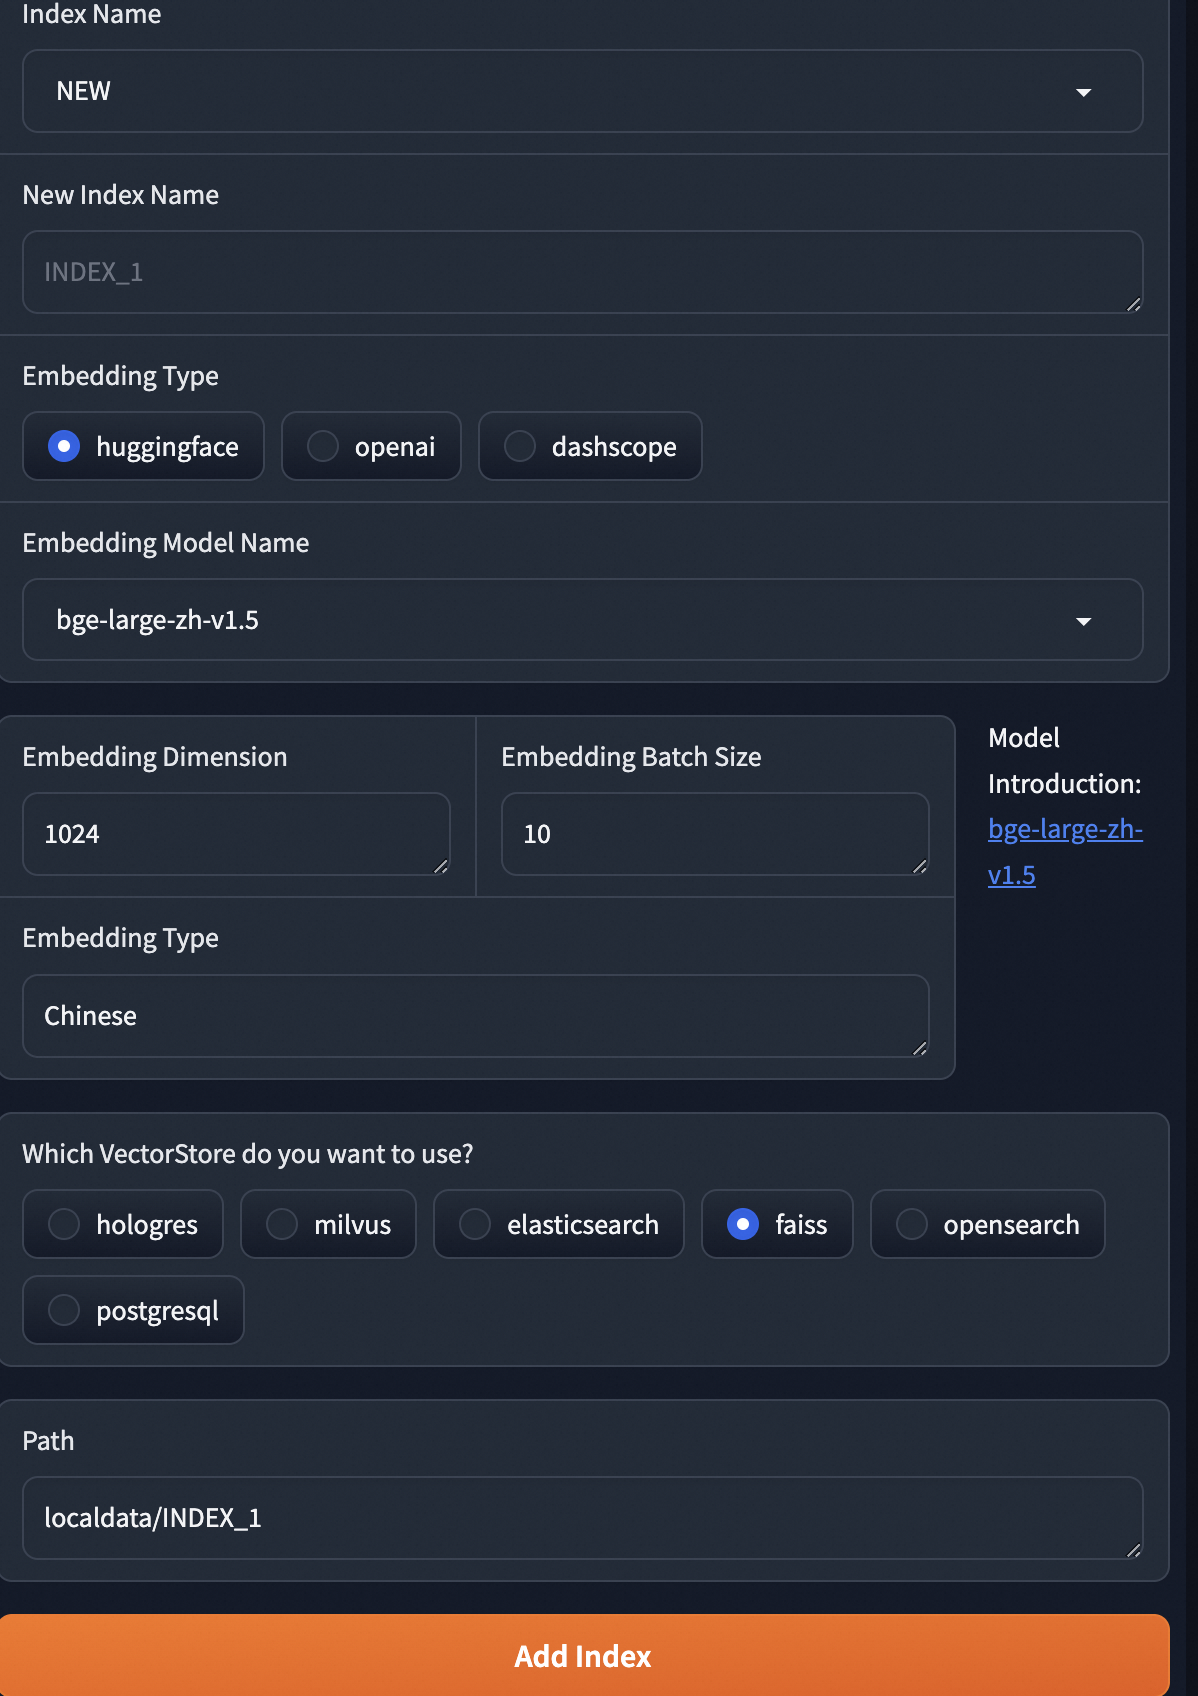 Index Name
NEW
New Index Name
INDEX_1
Embedding Type
huggingface openai dashscope
Embedding Model Name
bge-large-zh-v1.5
Embedding Dimension
1024
Embedding Batch Size
10
Embedding Type
Chinese
Model
Introduction:
bge-large-zh-
v1.5
Which VectorStore do you want to use?
hologres milvus elasticsearch faiss opensearch
postgresql
Path
localdata/INDEX_1
Add Index